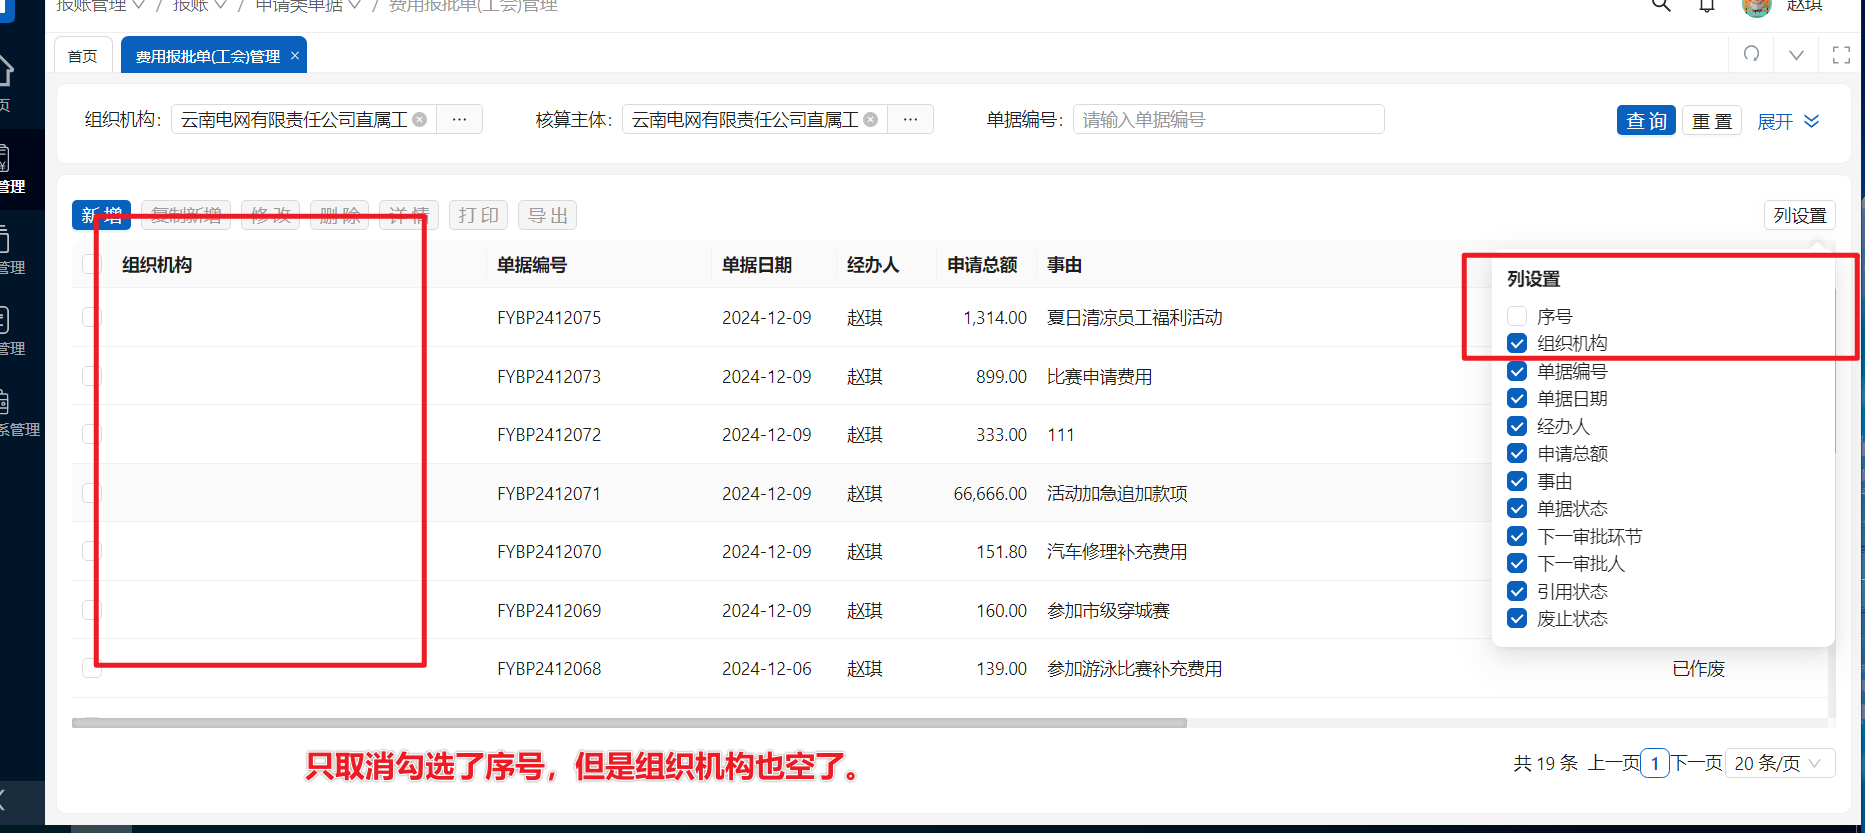 报账管理 / 报账 / 申请类单据 / 费用报批单(工会)管理
赵琪
首页
费用报批单(工会)管理 ×
页
管理
管理
管理
系管理
组织机构:
云南电网有限责任公司直属工
...
核算主体:
云南电网有限责任公司直属工
...
单据编号:
请输入单据编号
查询
重置
展开
新增
复制新增
修改
删除
详情
打印
导出
列设置
组织机构 单据编号 单据日期 经办人 申请总额 事由
FYBP2412075 2024-12-09 赵琪 1,314.00 夏日清凉员工福利活动
FYBP2412073 2024-12-09 赵琪 899.00 比赛申请费用
FYBP2412072 2024-12-09 赵琪 333.00 111
FYBP2412071 2024-12-09 赵琪 66,666.00 活动加急追加款项
FYBP2412070 2024-12-09 赵琪 151.80 汽车修理补充费用
FYBP2412069 2024-12-09 赵琪 160.00 参加市级穿城赛
FYBP2412068 2024-12-06 赵琪 139.00 参加游泳比赛补充费用 已作废
列设置
序号
组织机构
单据编号
单据日期
经办人
申请总额
事由
单据状态
下一审批环节
下一审批人
引用状态
废止状态
只取消勾选了序号，但是组织机构也空了。
共 19 条 上一页 1 下一页 20 条/页